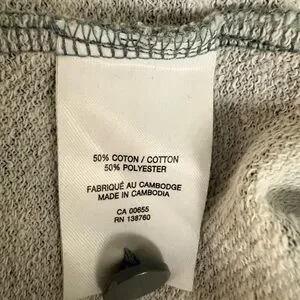 50% COTON / COTTON
50% POLYESTER
FABRIQUÉ AU CAMBODGE
MADE IN CAMBODIA
CA 00655
RN 138760